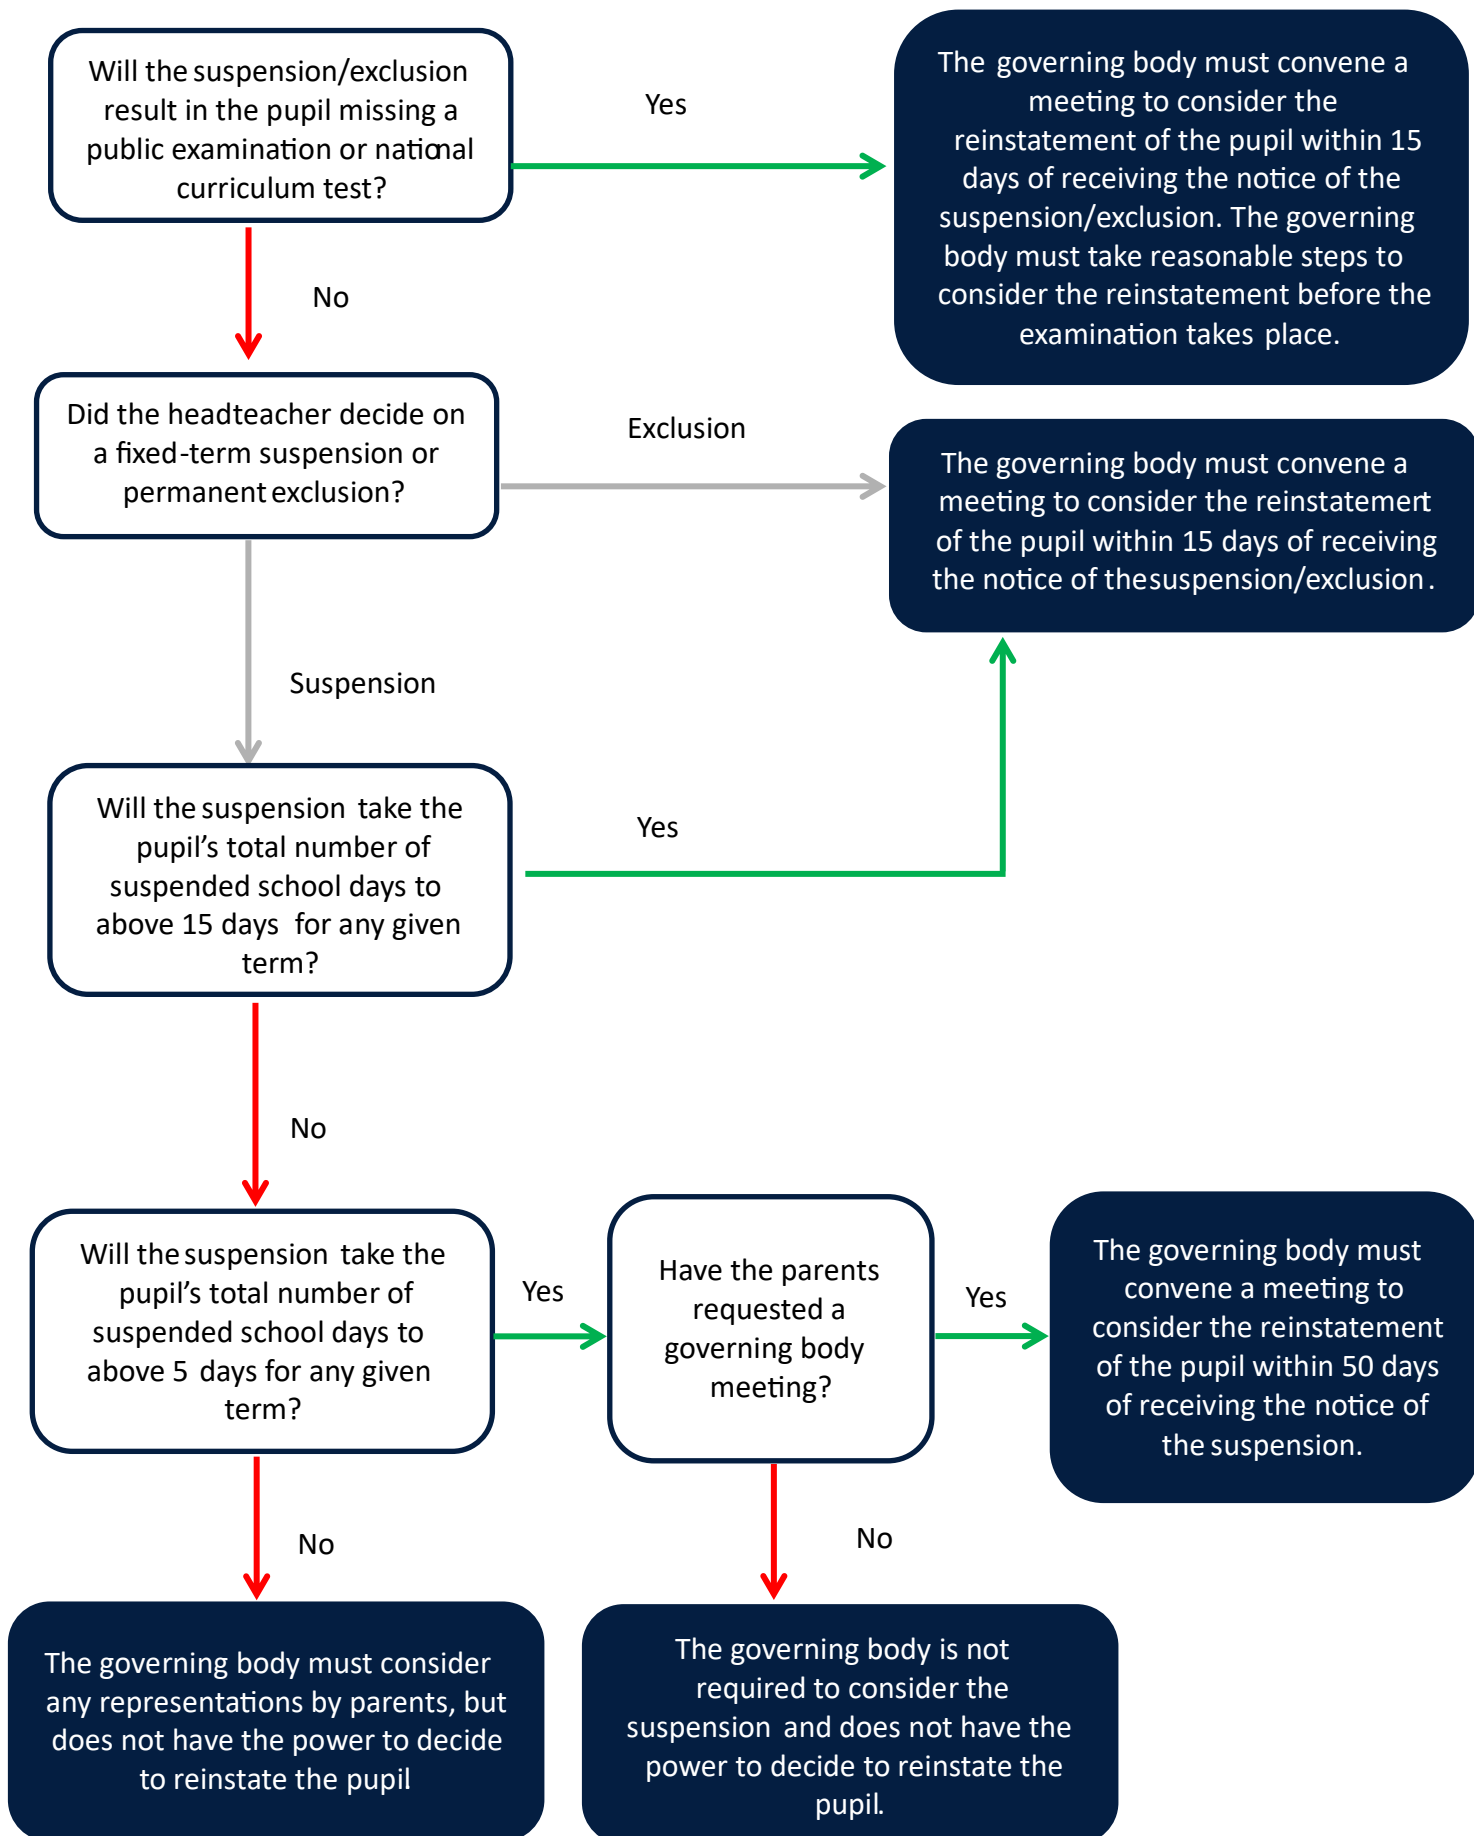 Will the suspension/exclusion
result in the pupil missing a
public examination or national
curriculum test?
Yes
The governing body must convene a
meeting to consider the
reinstatement of the pupil within 15
days of receiving the notice of the
suspension/exclusion. The governing
body must take reasonable steps to
consider the reinstatement before the
examination takes place.
No
Did the headteacher decide on
a fixed-term suspension or
permanent exclusion?
Exclusion
The governing body must convene a
meeting to consider the reinstatement
of the pupil within 15 days of receiving
the notice of the suspension/exclusion.
Suspension
Will the suspension take the
pupil’s total number of
suspended school days to
above 15 days for any given
term?
Yes
No
Will the suspension take the
pupil’s total number of
suspended school days to
above 5 days for any given
term?
Yes
Have the parents
requested a
governing body
meeting?
Yes
The governing body must
convene a meeting to
consider the reinstatement
of the pupil within 50 days
of receiving the notice of
the suspension.
No
No
The governing body must consider
any representations by parents, but
does not have the power to decide
to reinstate the pupil.
The governing body is not
required to consider the
suspension and does not have the
power to decide to reinstate the
pupil.